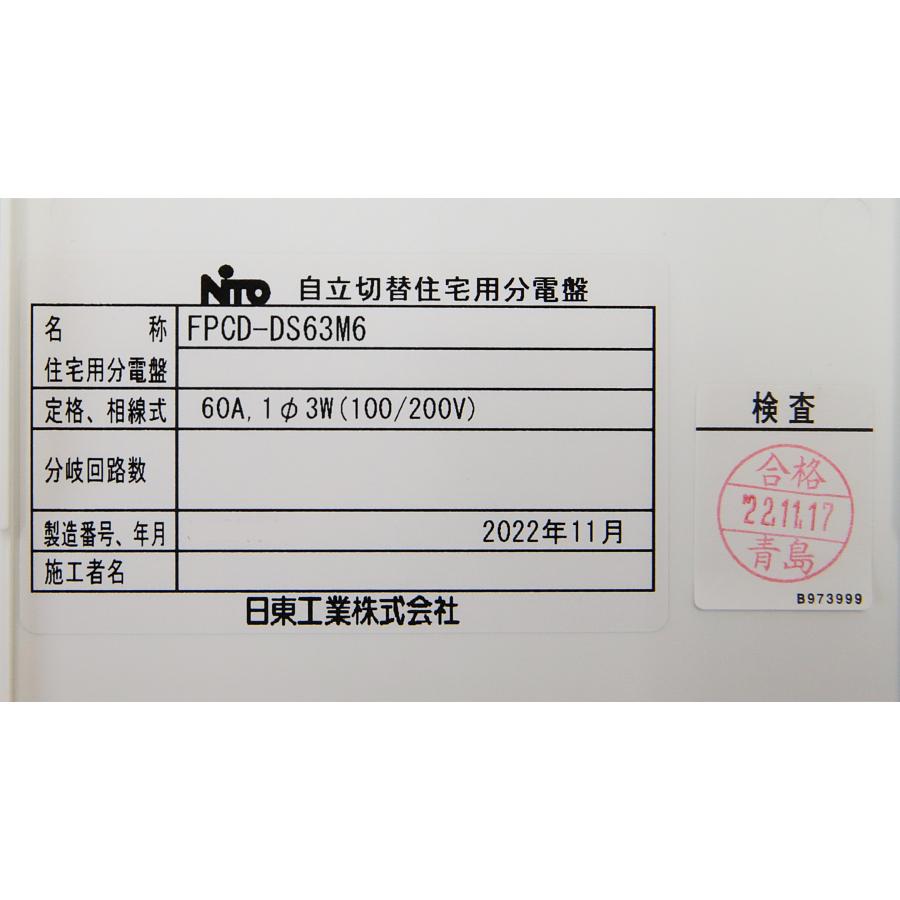 NiTO 自立切替住宅用分電盤
名称 FPCD-DS63M6
住宅用分電盤
定格、相線式 60A,1φ3W(100/200V)
分岐回路数
製造番号、年月 2022年11月
施工者名
日東工業株式会社
検査
合格
'22.11.17
青島
B973999